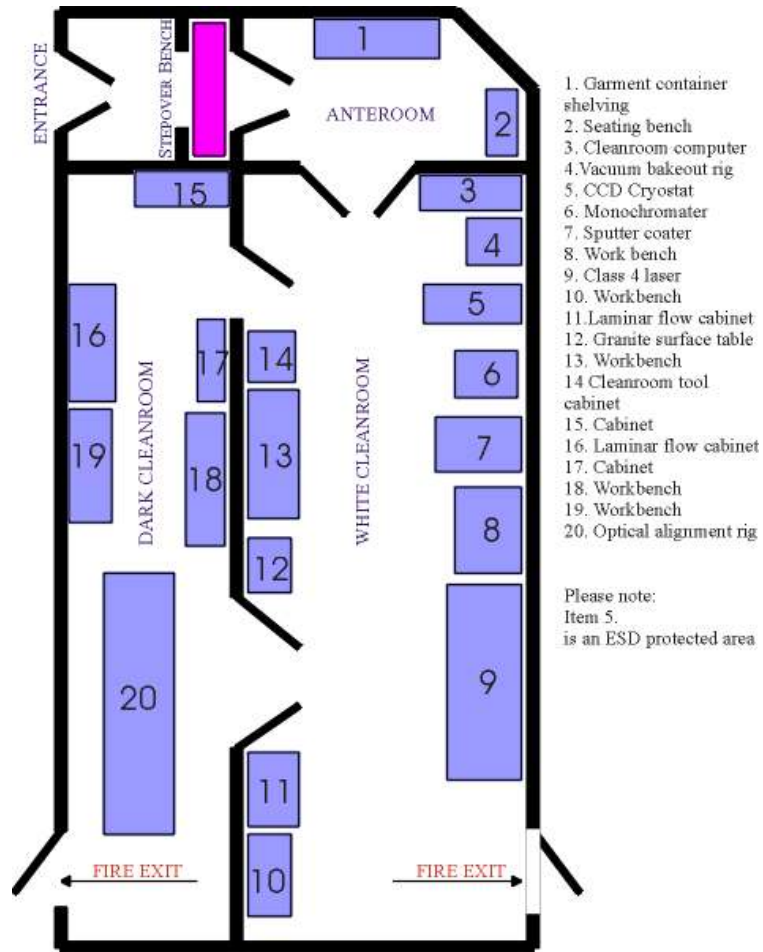 ENTRANCE
STEPOVER BENCH
1
ANTEROOM
2
15
3
4
16
5
17
14
6
19
18
13
7
DARK CLEANROOM
WHITE CLEANROOM
12
8
20
9
11
10
FIRE EXIT
FIRE EXIT
1. Garment container
shelving
2. Seating bench
3. Cleanroom computer
4.Vacuum bakeout rig
5. CCD Cryostat
6. Monochromater
7. Sputter coater
8. Work bench
9. Class 4 laser
10. Workbench
11.Laminar flow cabinet
12. Granite surface table
13. Workbench
14 Cleanroom tool
cabinet
15. Cabinet
16. Laminar flow cabinet
17. Cabinet
18. Workbench
19. Workbench
20. Optical alignment rig
Please note:
Item 5.
is an ESD protected area